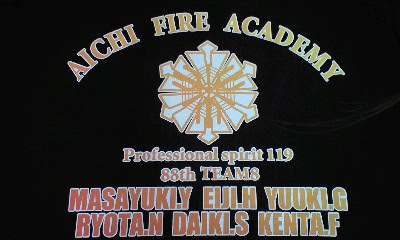 AICHI FIRE ACADEMY
Professional spirit 119
88th TEAM8
MASAYUKI.Y EIJI.H YUUKI.G
RYOTA.N DAIKI.S KENTA.F